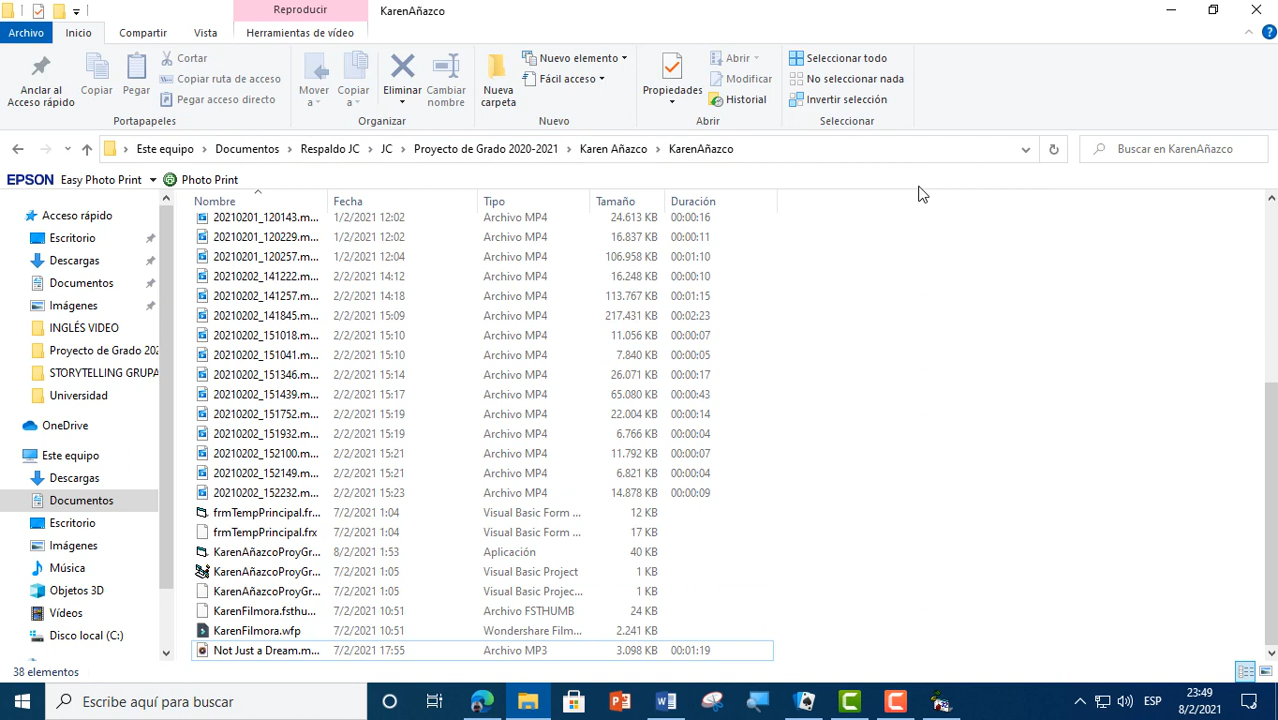 Reproducir
KarenAñazco
Archivo
Inicio
Compartir
Vista
Herramientas de vídeo
Anclar al Acceso rápido
Copiar
Pegar
Cortar
Copiar ruta de acceso
Pegar acceso directo
Portapapeles
Mover a
Copiar a
Eliminar
Cambiar nombre
Organizar
Nueva carpeta
Nuevo elemento
Fácil acceso
Nuevo
Propiedades
Abrir
Modificar
Historial
Abrir
Seleccionar todo
No seleccionar nada
Invertir selección
Seleccionar
Este equipo > Documentos > Respaldo JC > JC > Proyecto de Grado 2020-2021 > Karen Añazco > KarenAñazco
Buscar en KarenAñazco
EPSON Easy Photo Print Photo Print
Acceso rápido
Escritorio
Descargas
Documentos
Imágenes
INGLÉS VIDEO
Proyecto de Grado 202
STORYTELLING GRUPA
Universidad
OneDrive
Este equipo
Descargas
Documentos
Escritorio
Imágenes
Música
Objetos 3D
Vídeos
Disco local (C:)
Nombre Fecha Tipo Tamaño Duración
20210201_120143.m... 1/2/2021 12:02 Archivo MP4 24.613 KB 00:00:16
20210201_120229.m... 1/2/2021 12:02 Archivo MP4 16.837 KB 00:00:11
20210201_120257.m... 1/2/2021 12:04 Archivo MP4 106.958 KB 00:01:10
20210202_141222.m... 2/2/2021 14:12 Archivo MP4 16.248 KB 00:00:10
20210202_141257.m... 2/2/2021 14:18 Archivo MP4 113.767 KB 00:01:15
20210202_141845.m... 2/2/2021 15:09 Archivo MP4 217.431 KB 00:02:23
20210202_151018.m... 2/2/2021 15:10 Archivo MP4 11.056 KB 00:00:07
20210202_151041.m... 2/2/2021 15:10 Archivo MP4 7.840 KB 00:00:05
20210202_151346.m... 2/2/2021 15:14 Archivo MP4 26.071 KB 00:00:17
20210202_151439.m... 2/2/2021 15:17 Archivo MP4 65.080 KB 00:00:43
20210202_151752.m... 2/2/2021 15:19 Archivo MP4 22.004 KB 00:00:14
20210202_151932.m... 2/2/2021 15:19 Archivo MP4 6.766 KB 00:00:04
20210202_152100.m... 2/2/2021 15:21 Archivo MP4 11.792 KB 00:00:07
20210202_152149.m... 2/2/2021 15:21 Archivo MP4 6.821 KB 00:00:04
20210202_152232.m... 2/2/2021 15:23 Archivo MP4 14.878 KB 00:00:09
frmTempPrincipal.fr... 7/2/2021 1:04 Visual Basic Form ... 12 KB
frmTempPrincipal.frx 7/2/2021 1:04 Visual Basic Form ... 17 KB
KarenAñazcoProyGr... 8/2/2021 1:53 Aplicación 40 KB
KarenAñazcoProyGr... 7/2/2021 1:05 Visual Basic Project 1 KB
KarenAñazcoProyGr... 7/2/2021 1:05 Visual Basic Projec... 1 KB
KarenFilmora.fsthu... 7/2/2021 10:51 Archivo FSTHUMB 24 KB
KarenFilmora.wfp 7/2/2021 10:51 Wondershare Film... 2.241 KB
Not Just a Dream.m... 7/2/2021 17:55 Archivo MP3 3.098 KB 00:01:19
38 elementos
Escribe aquí para buscar
ESP
23:49
8/2/2021